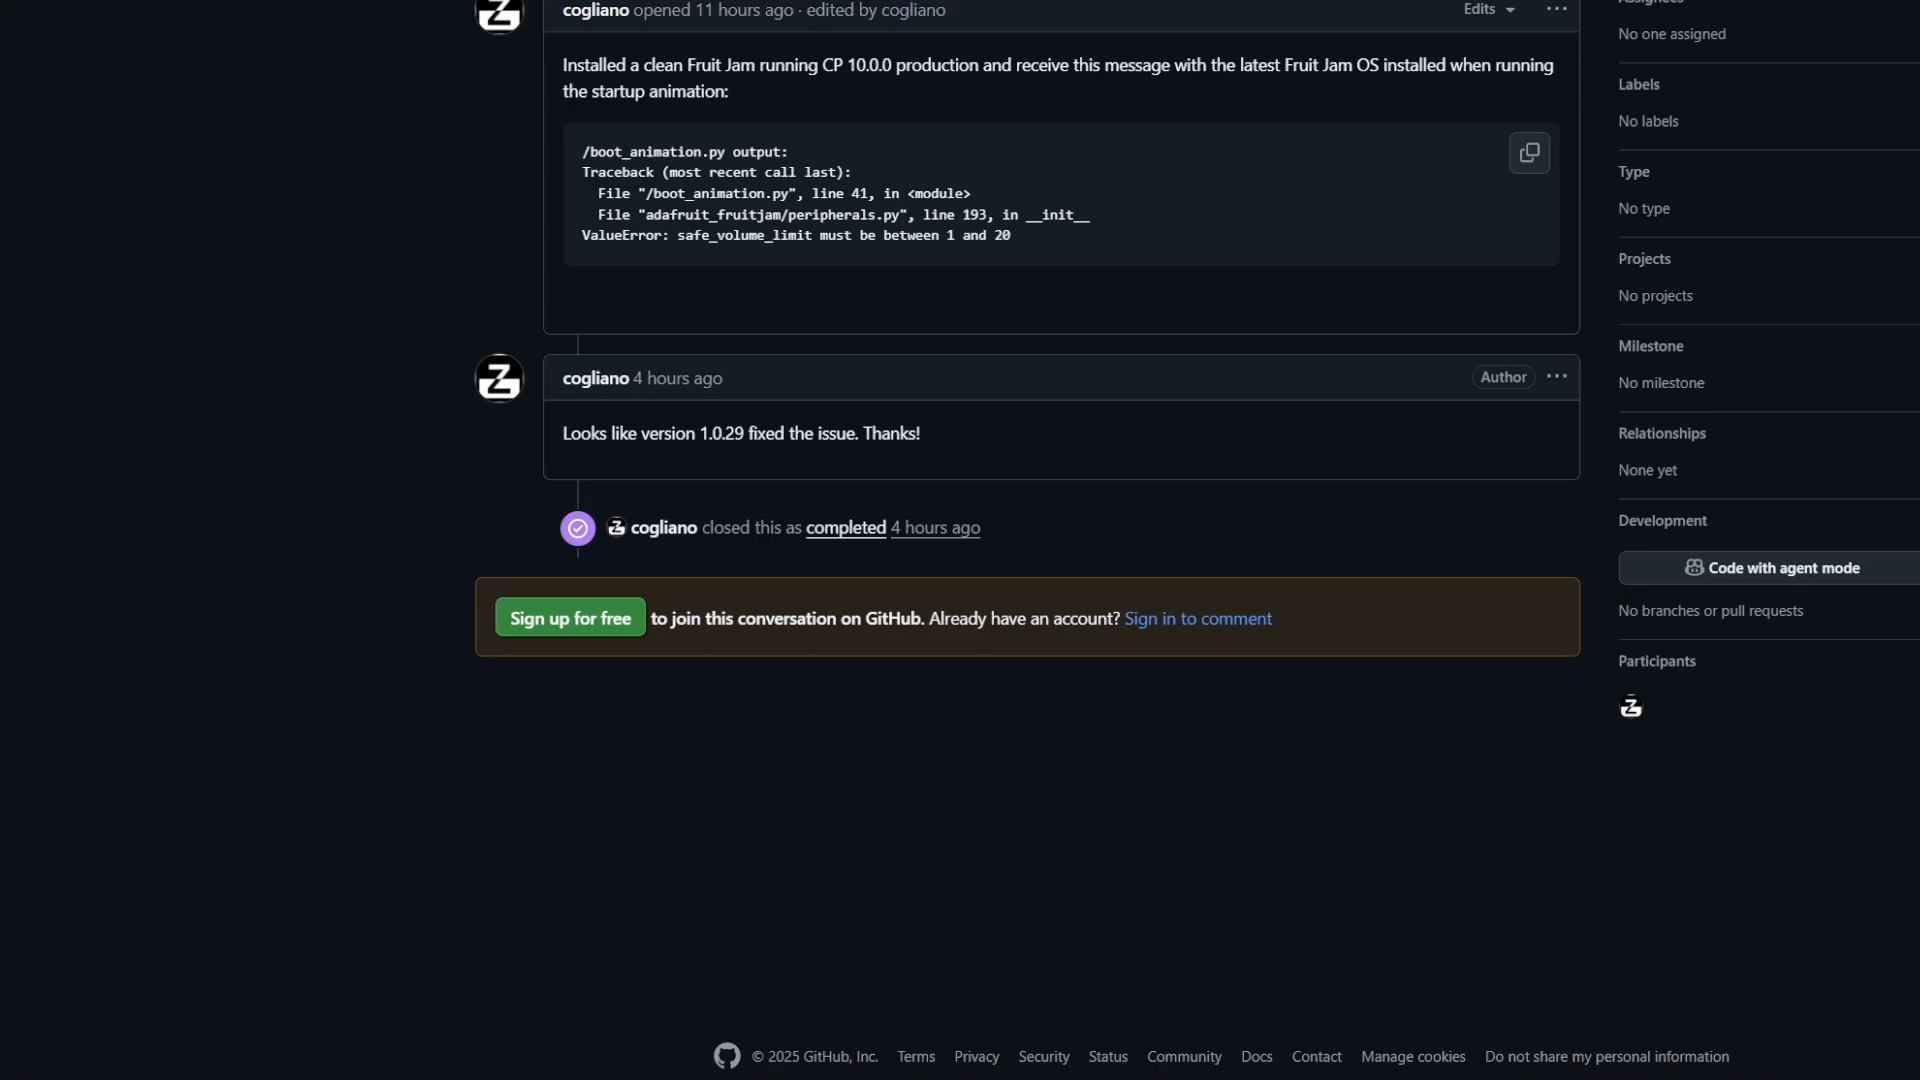 cogliano opened 11 hours ago · edited by cogliano
Edits
Installed a clean Fruit Jam running CP 10.0.0 production and receive this message with the latest Fruit Jam OS installed when running
the startup animation:
/boot_animation.py output:
Traceback (most recent call last):
  File "/boot_animation.py", line 41, in <module>
  File "adafruit_fruitjam/peripherals.py", line 193, in __init__
ValueError: safe_volume_limit must be between 1 and 20
cogliano 4 hours ago
Author
Looks like version 1.0.29 fixed the issue. Thanks!
cogliano closed this as completed 4 hours ago
Sign up for free to join this conversation on GitHub. Already have an account? Sign in to comment
Assignees
No one assigned
Labels
No labels
Type
No type
Projects
No projects
Milestone
No milestone
Relationships
None yet
Development
Code with agent mode
No branches or pull requests
Participants
© 2025 GitHub, Inc. Terms Privacy Security Status Community Docs Contact Manage cookies Do not share my personal information